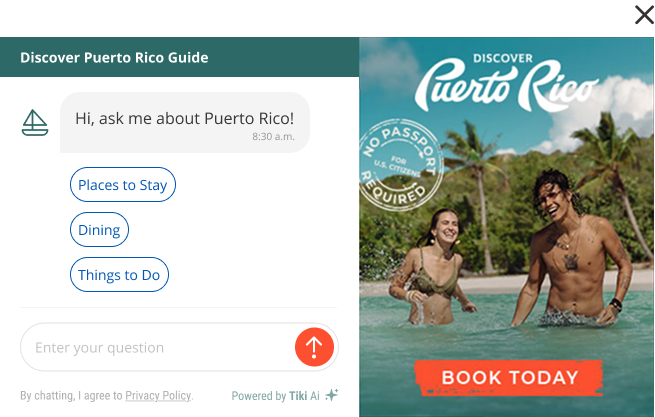 Discover Puerto Rico Guide
Hi, ask me about Puerto Rico!
8:30 a.m.
Places to Stay
Dining
Things to Do
Enter your question
By chatting, I agree to Privacy Policy.
Powered by Tiki Ai
DISCOVER
Puerto Rico
NO PASSPORT
FOR
U.S. CITIZENS
REQUIRED
BOOK TODAY